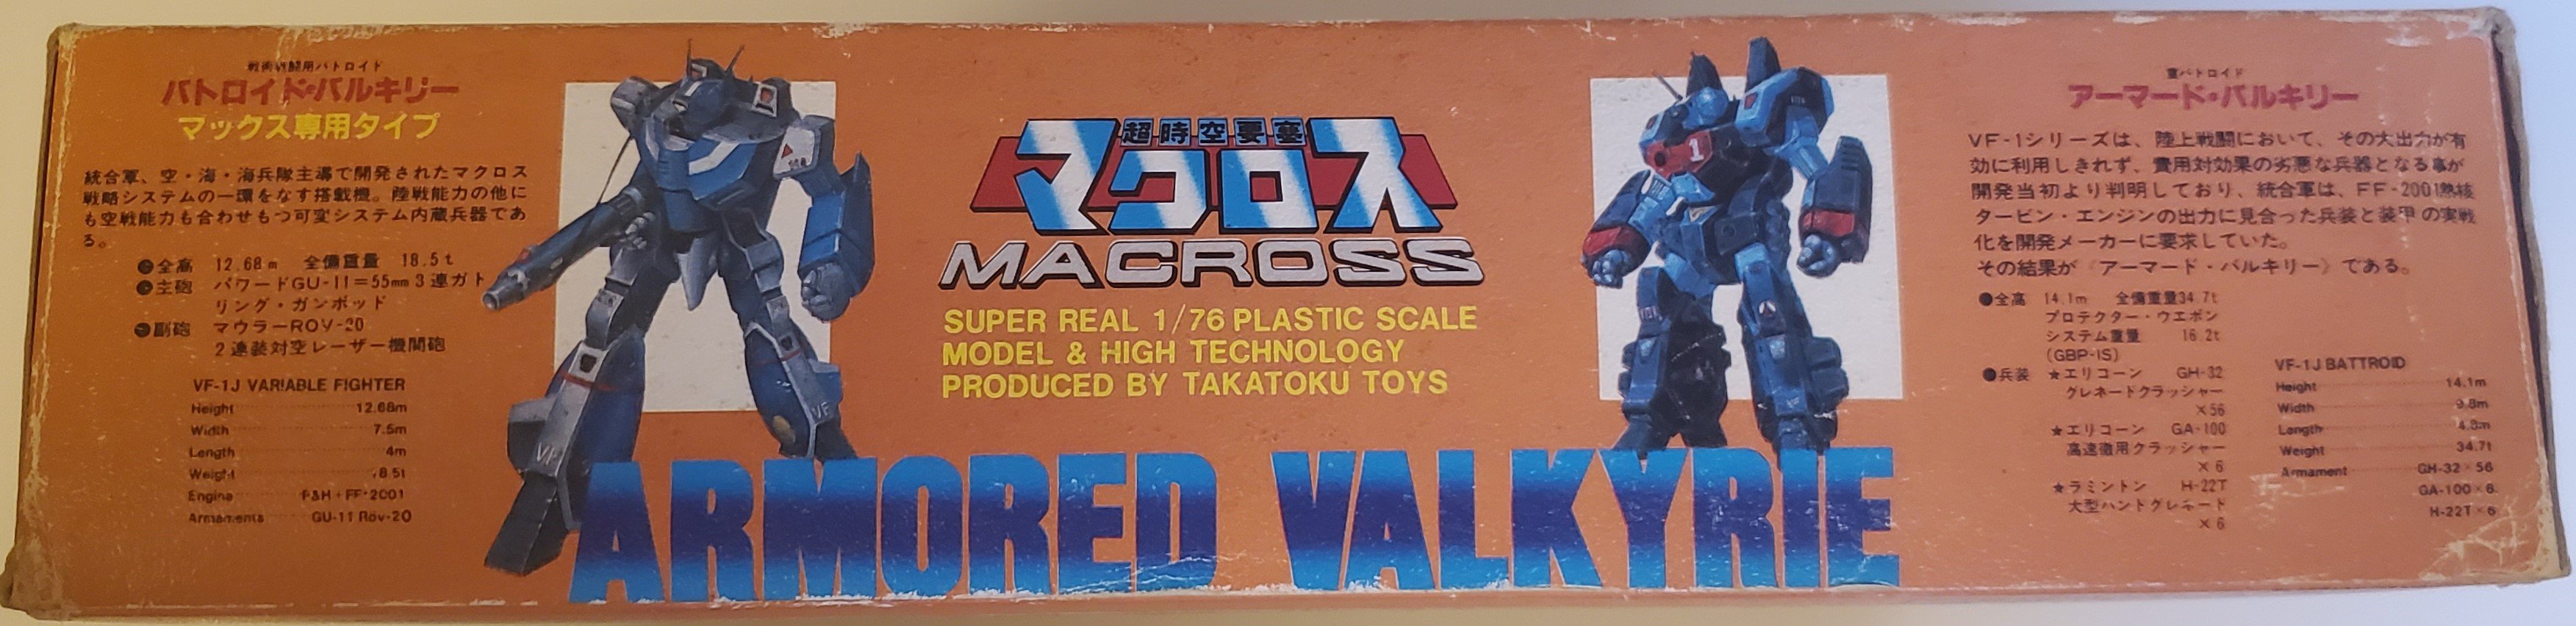 戦術戦闘用バトロイド
バトロイド・バルキリー
マックス専用タイプ
統合軍、空・海・海兵隊主導で開発されたマクロス
戦略システムの一環をなす搭載機。陸戦能力の他に
も空戦能力も合わせもつ可変システム内蔵兵器であ
る。
●全高 12.68m 全備重量 18.5t
●主砲 パワードGU-11=55mm3連ガト
リング・ガンポッド
●副砲 マウラーROV-20
2連装対空レーザー機関砲
VF-1J VARIABLE FIGHTER
Height 12.68m
Width 7.5m
Length 4m
Weight 8.5t
Engine P&H+FF-2001
Armaments GU-11 Rov-20
VF
VF
超時空要塞
マクロス
MACROSS
SUPER REAL 1/76 PLASTIC SCALE
MODEL & HIGH TECHNOLOGY
PRODUCED BY TAKATOKU TOYS
ARMORED VALKYRIE
1
重バトロイド
アーマード・バルキリー
VF-1シリーズは、陸上戦闘において、その大出力が有
効に利用しきれず、費用対効果の劣悪な兵器となる事が
開発当初より判明しており、統合軍は、FF-2001熱核
タービン・エンジンの出力に見合った兵装と装甲の実戦
化を開発メーカーに要求していた。
その結果が〈アーマード・バルキリー〉である。
●全高 14.1m 全備重量34.7t
プロテクター・ウエポン
システム重量 16.2t
(GBP-1S)
●兵装 ★エリコーン GH-32
グレネードクラッシャー
×56
★エリコーン GA-100
高速徹甲クラッシャー
×6
★ラミントン H-22T
大型ハンドグレネード
×6
VF-1J BATTROID
Height 14.1m
Width 9.8m
Length 4.8m
Weight 34.7t
Armament GH-32×56
GA-100×6
H-22T×6